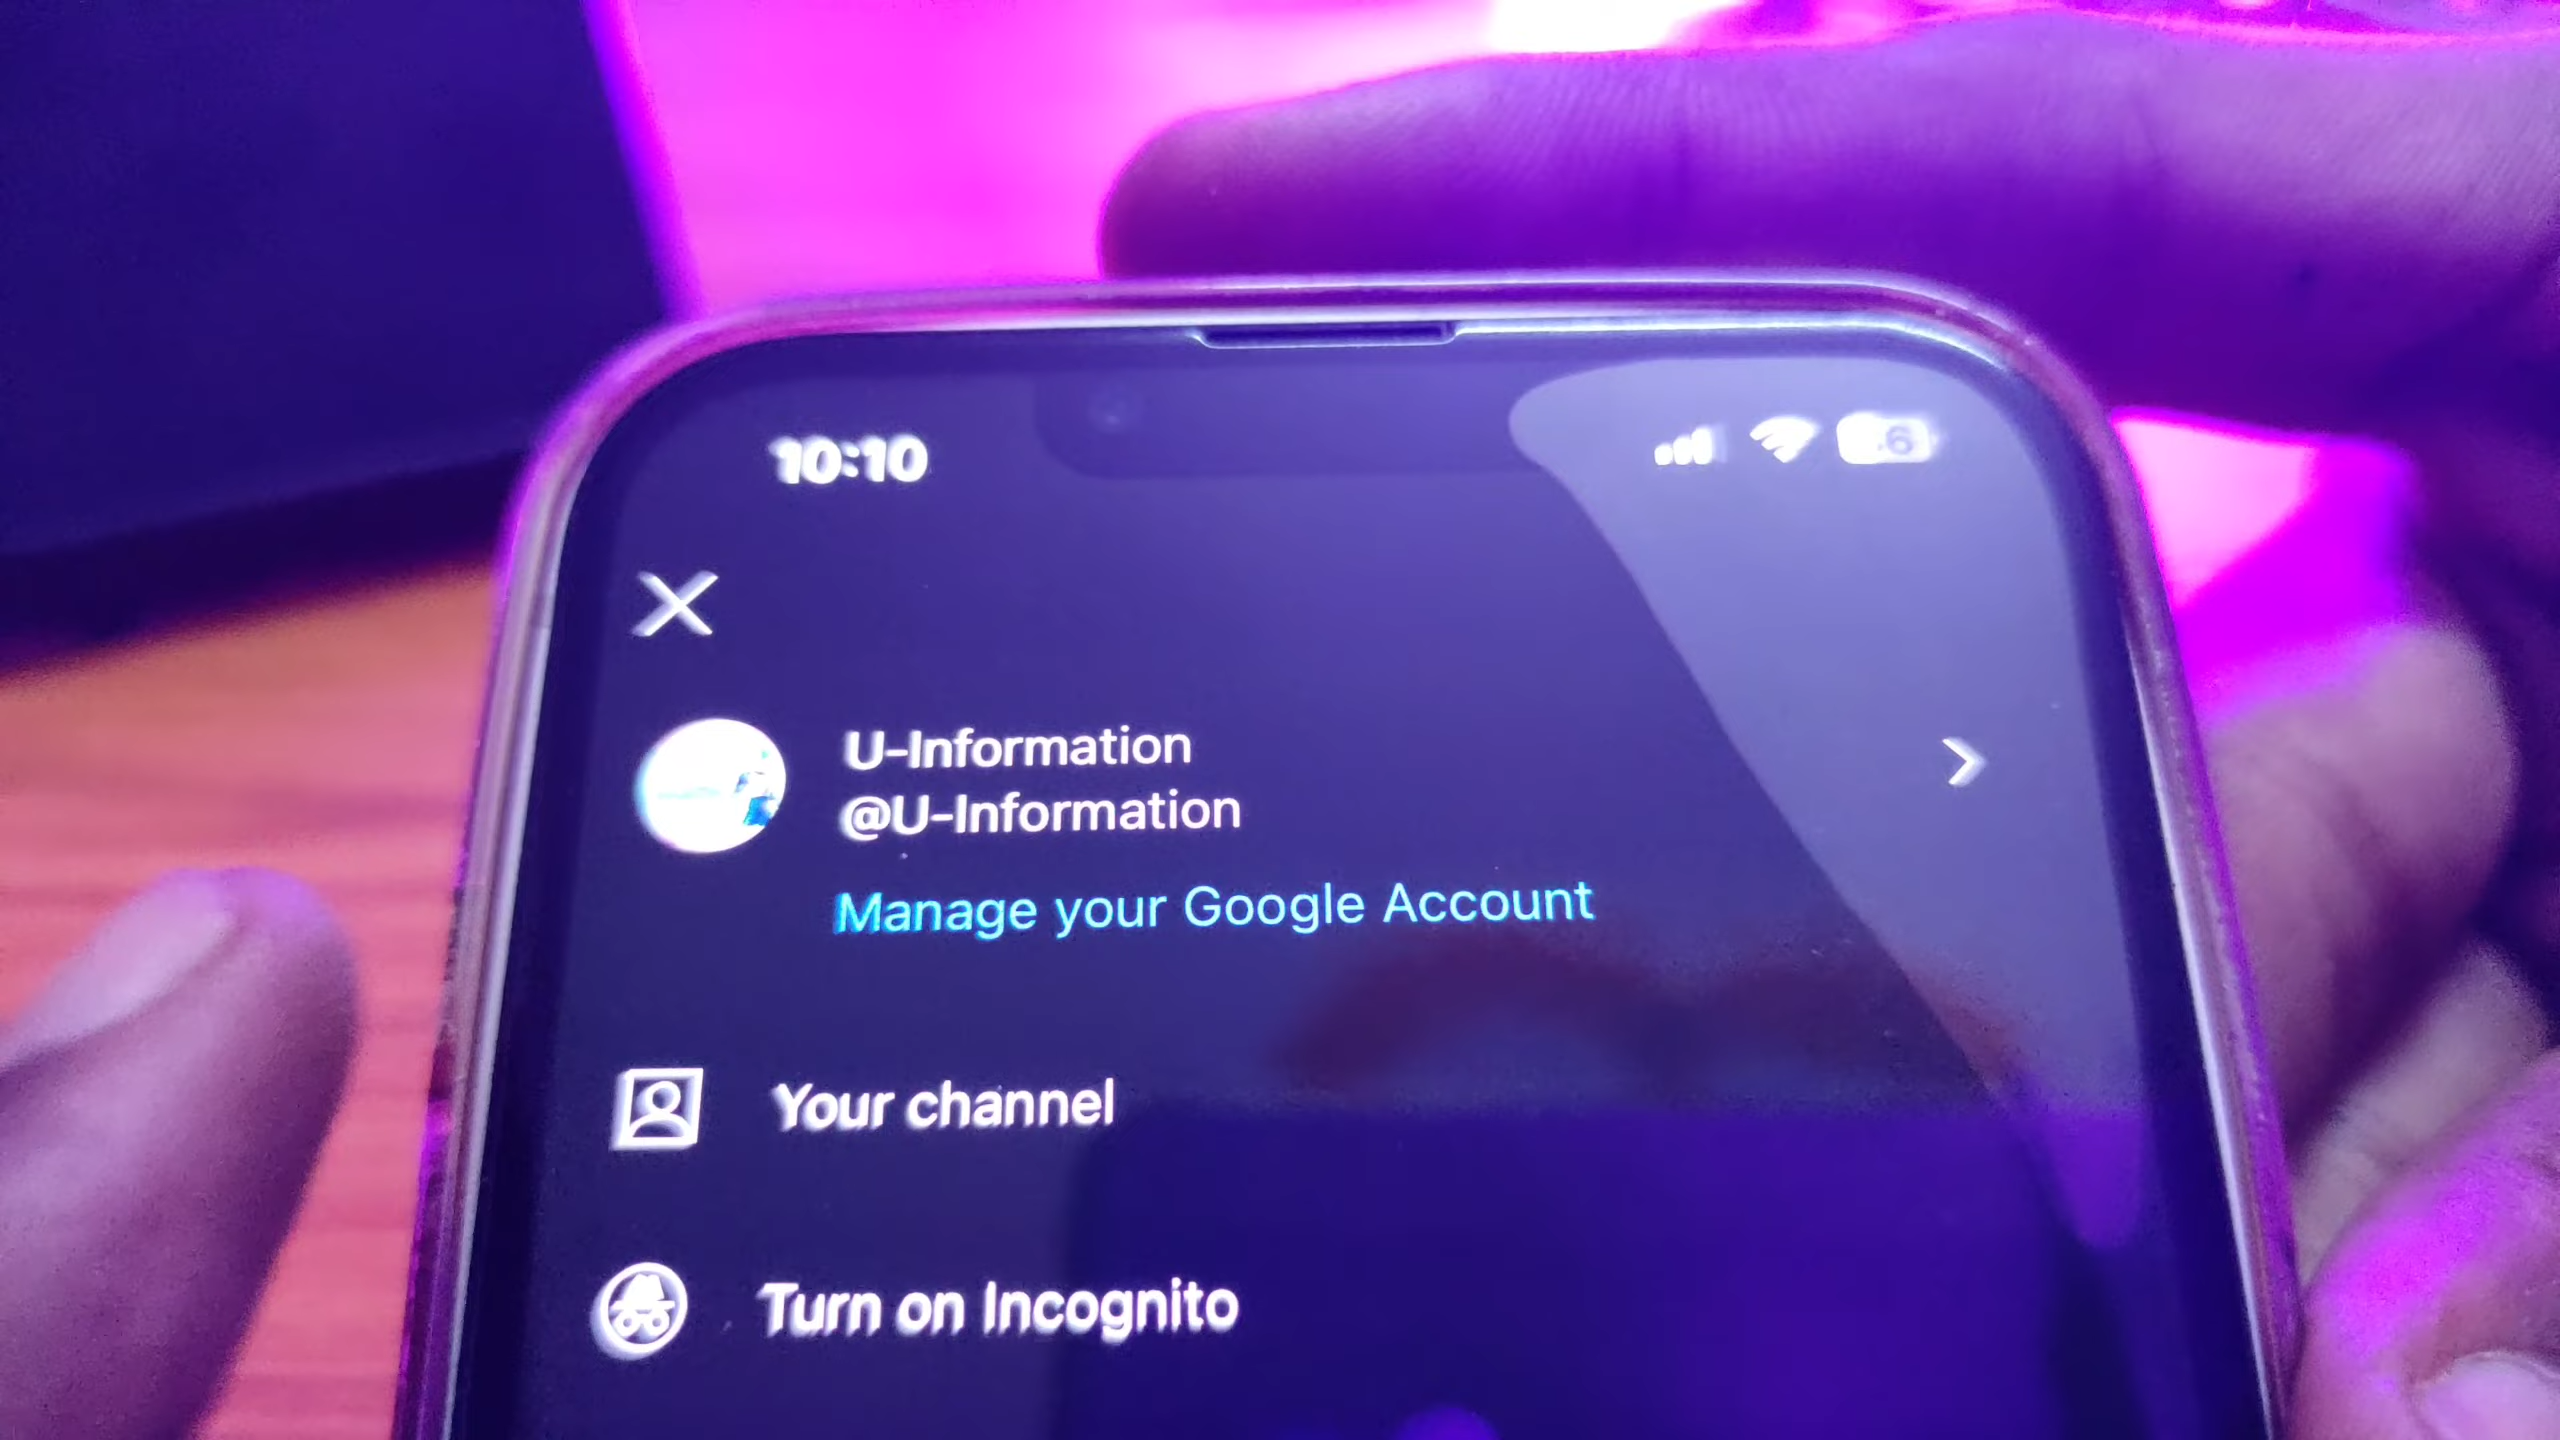 10:10
U-Information
@U-Information
Manage your Google Account
Your channel
Turn on Incognito